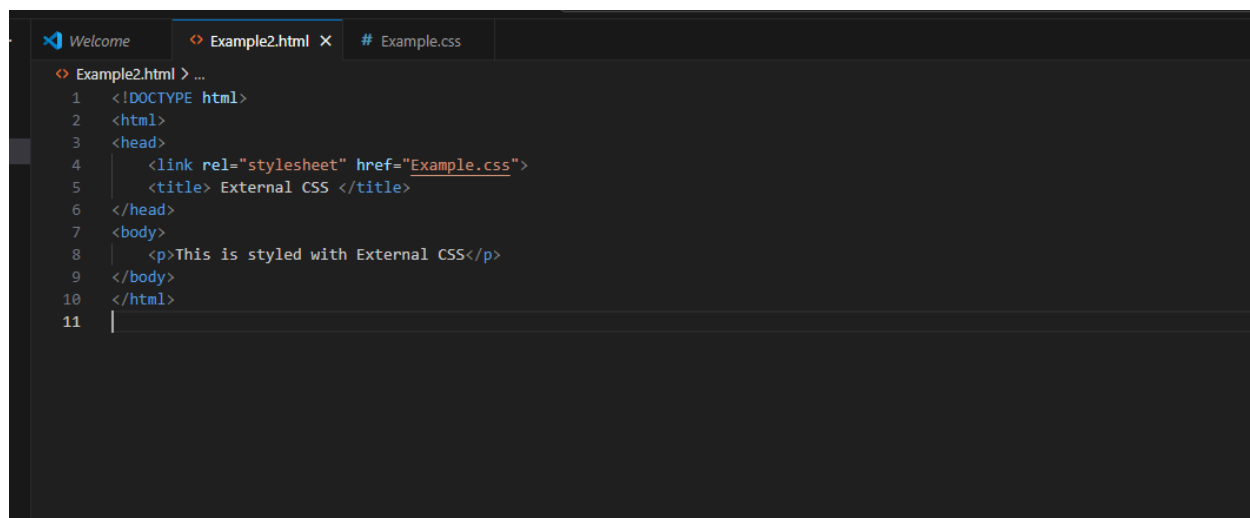 Welcome Example2.html # Example.css
Example2.html > ...
1 <!DOCTYPE html>
2 <html>
3 <head>
4 <link rel="stylesheet" href="Example.css">
5 <title> External CSS </title>
6 </head>
7 <body>
8 <p>This is styled with External CSS</p>
9 </body>
10 </html>
11